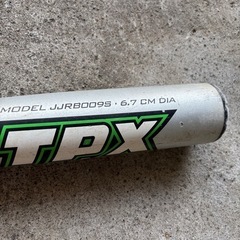 MODEL JJR8009S · 6.7 CM DIA
TPX